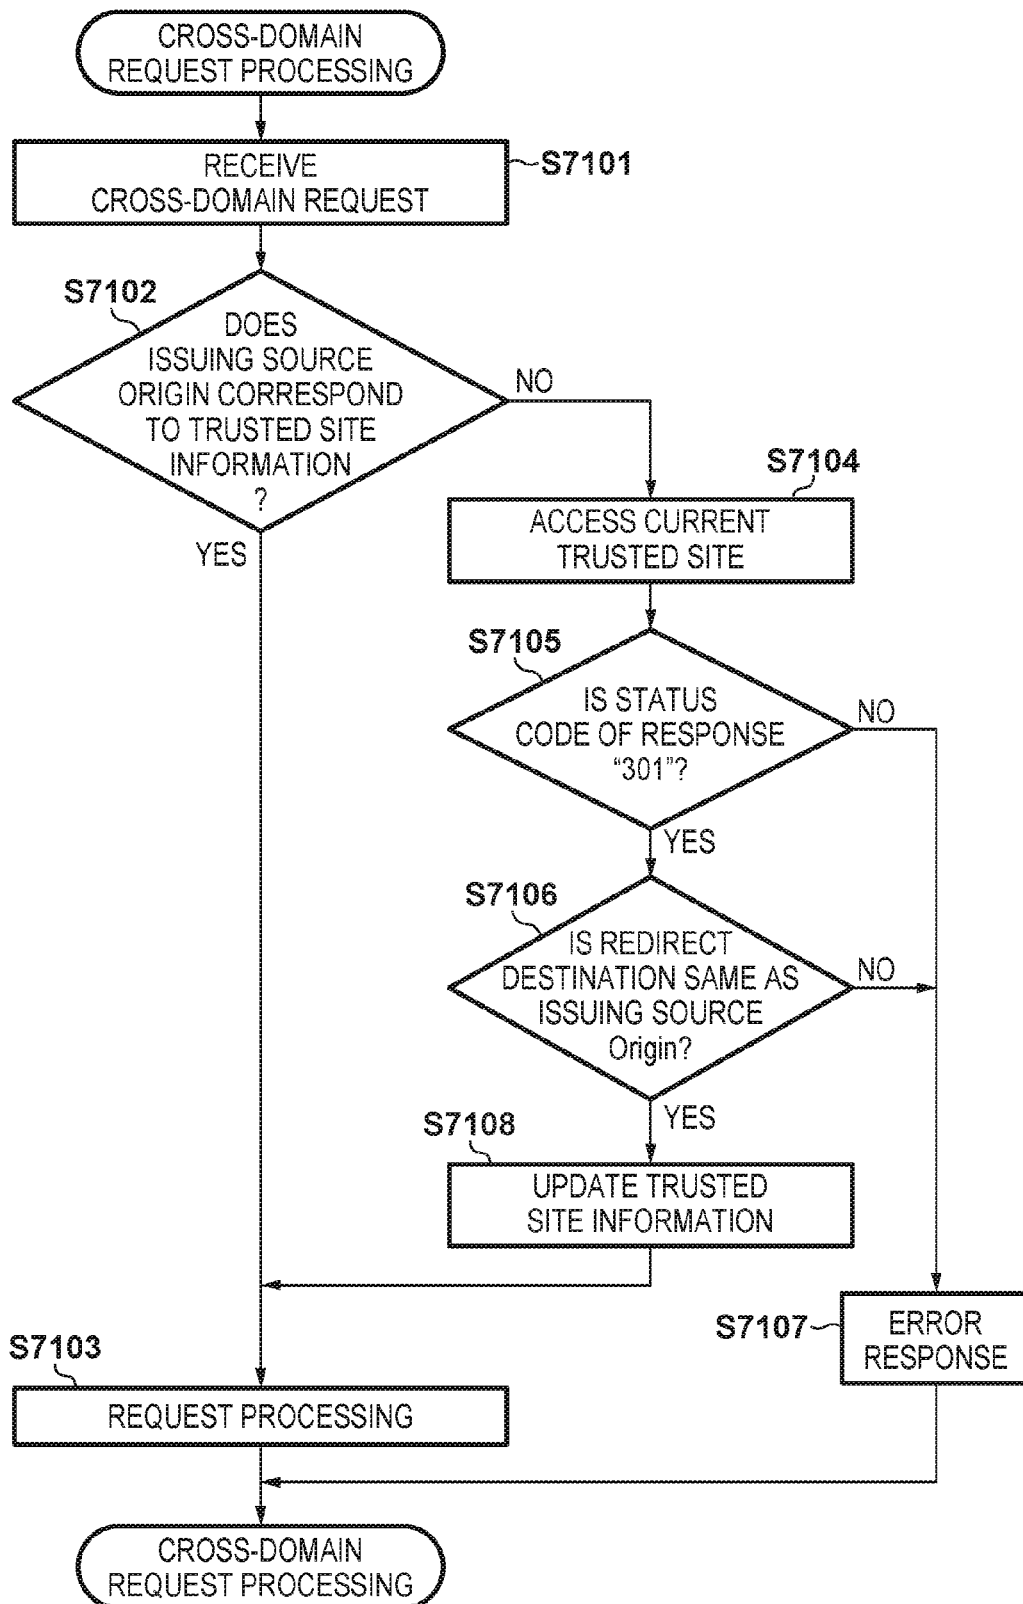 CROSS-DOMAIN
REQUEST PROCESSING
RECEIVE
CROSS-DOMAIN REQUEST
S7101
S7102
DOES
ISSUING SOURCE
ORIGIN CORRESPOND
TO TRUSTED SITE
INFORMATION
?
NO
YES
S7104
ACCESS CURRENT
TRUSTED SITE
S7105
IS STATUS
CODE OF RESPONSE
“301”?
NO
YES
S7106
IS REDIRECT
DESTINATION SAME AS
ISSUING SOURCE
Origin?
NO
YES
S7108
UPDATE TRUSTED
SITE INFORMATION
S7107
ERROR
RESPONSE
S7103
REQUEST PROCESSING
CROSS-DOMAIN
REQUEST PROCESSING